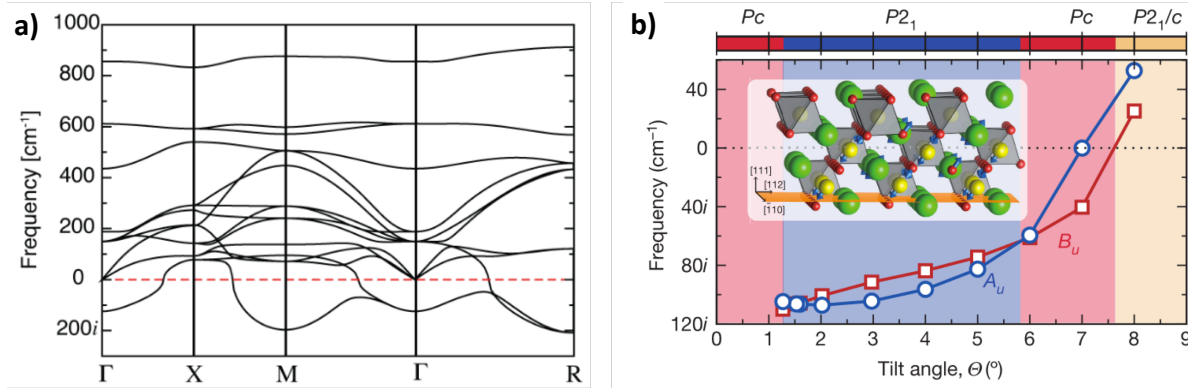 a)
Frequency [cm⁻¹]
1000
800
600
400
200
0
200i
Γ X M Γ R
b)
Pc P2₁ Pc P2₁/c
Frequency (cm⁻¹)
40
0
40i
80i
120i
[111]
[112]
[1̄10]
B_u
A_u
0 1 2 3 4 5 6 7 8 9
Tilt angle, Θ (°)